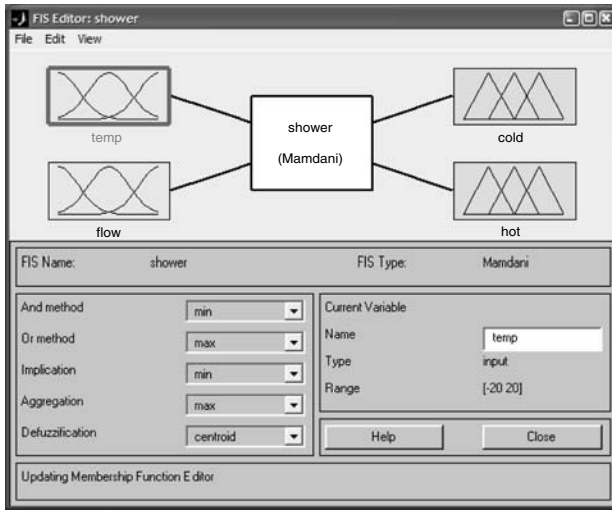 FIS Editor: shower
File Edit View
temp
flow
shower
(Mamdani)
cold
hot
FIS Name: shower FIS Type: Mamdani
And method min
Or method max
Implication min
Aggregation max
Defuzzification centroid
Current Variable
Name temp
Type input
Range [-20 20]
Help Close
Updating Membership Function Editor